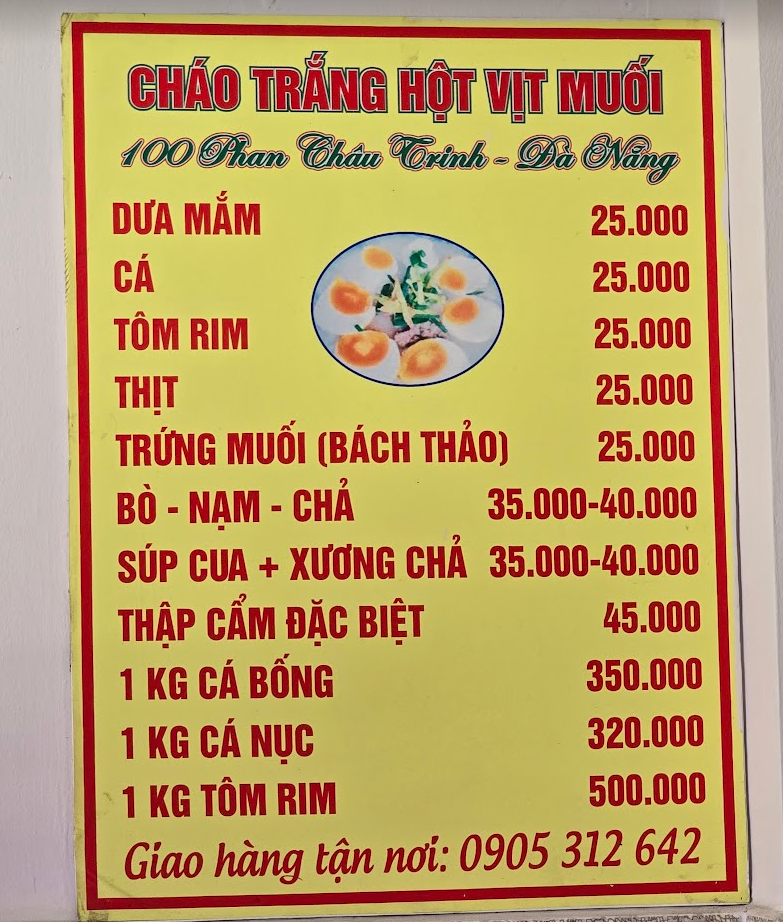 CHÁO TRẮNG HỘT VỊT MUỐI
100 Phan Châu Trinh - Đà Nẵng
DƯA MẮM 25.000
CÁ 25.000
TÔM RIM 25.000
THỊT 25.000
TRỨNG MUỐI (BÁCH THẢO) 25.000
BÒ - NẠM - CHẢ 35.000-40.000
SÚP CUA + XƯƠNG CHẢ 35.000-40.000
THẬP CẨM ĐẶC BIỆT 45.000
1 KG CÁ BỐNG 350.000
1 KG CÁ NỤC 320.000
1 KG TÔM RIM 500.000
Giao hàng tận nơi: 0905 312 642